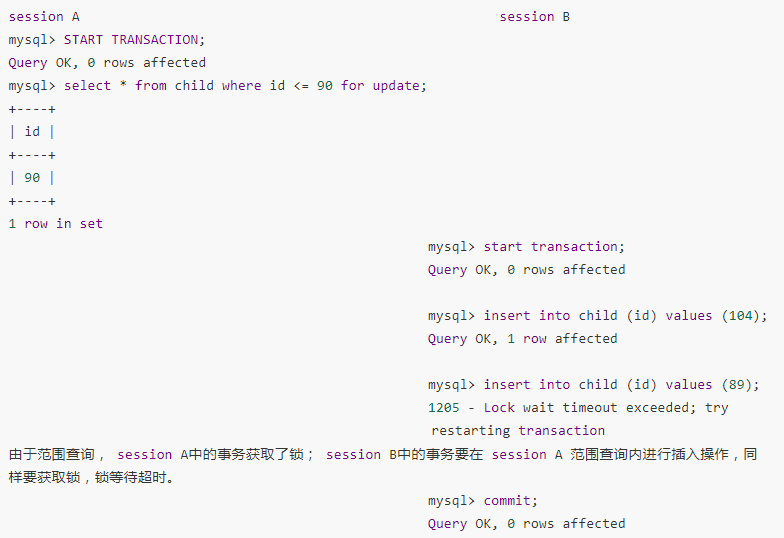 session A session B
mysql> START TRANSACTION;
Query OK, 0 rows affected
mysql> select * from child where id <= 90 for update;
+----+
| id |
+----+
| 90 |
+----+
1 row in set
mysql> start transaction;
Query OK, 0 rows affected
mysql> insert into child (id) values (104);
Query OK, 1 row affected
mysql> insert into child (id) values (89);
1205 - Lock wait timeout exceeded; try
restarting transaction
由于范围查询， session A中的事务获取了锁； session B中的事务要在 session A 范围查询内进行插入操作，同
样要获取锁，锁等待超时。
mysql> commit;
Query OK, 0 rows affected